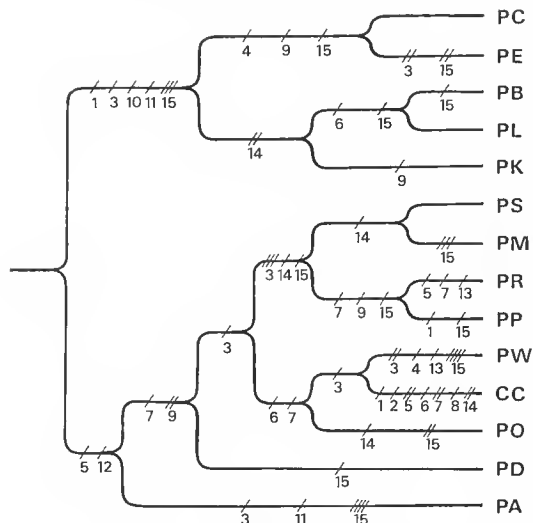 PC
4 9 15
PE
3 15
PB
1 3 10 11 15
15
6 15
PL
14
PK
9
PS
14
PM
15
3 14 15
PR
5 7 13
7 9 15
PP
1 15
3
PW
3 4 13 15
3
CC
1 2 5 6 7 8 14
7 9
6 7
PO
14 15
5 12
PD
15
PA
3 11 15